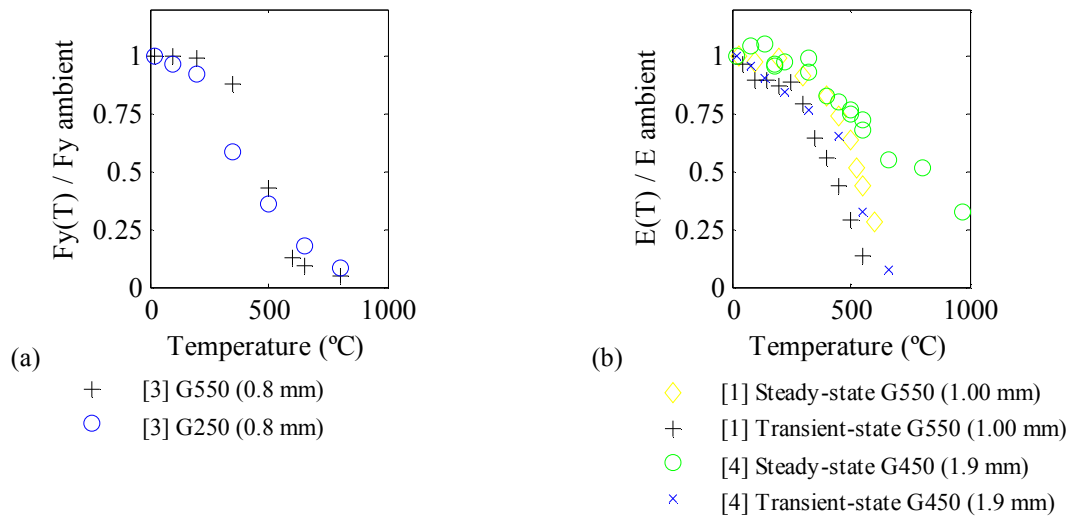 1
0.75
0.5
0.25
0
0
500
1000
Fy(T) / Fy ambient
Temperature (ºC)
(a)
[3] G550 (0.8 mm)
[3] G250 (0.8 mm)
1
0.75
0.5
0.25
0
0
500
1000
E(T) / E ambient
Temperature (ºC)
(b)
[1] Steady-state G550 (1.00 mm)
[1] Transient-state G550 (1.00 mm)
[4] Steady-state G450 (1.9 mm)
[4] Transient-state G450 (1.9 mm)